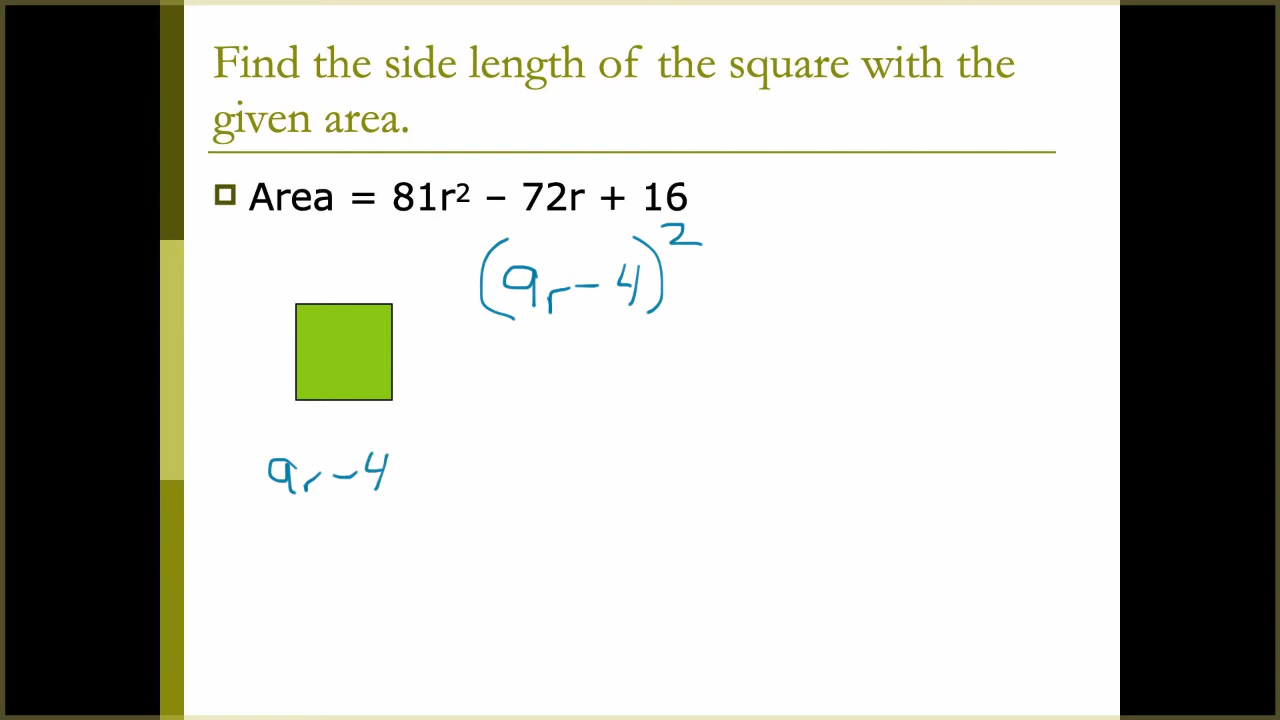 Find the side length of the square with the
given area.
Area = 81r² – 72r + 16
(9r - 4)²
9r - 4